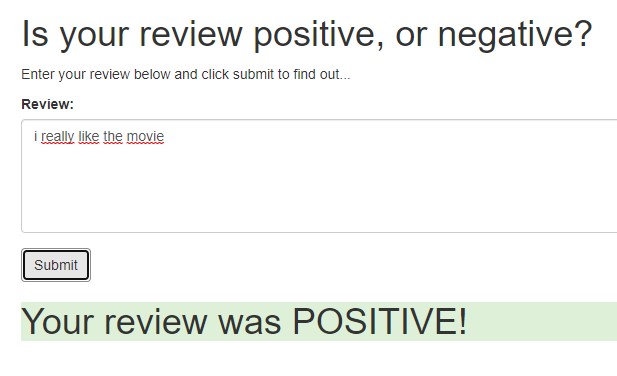 Is your review positive, or negative?
Enter your review below and click submit to find out...
Review:
i really like the movie
Submit
Your review was POSITIVE!